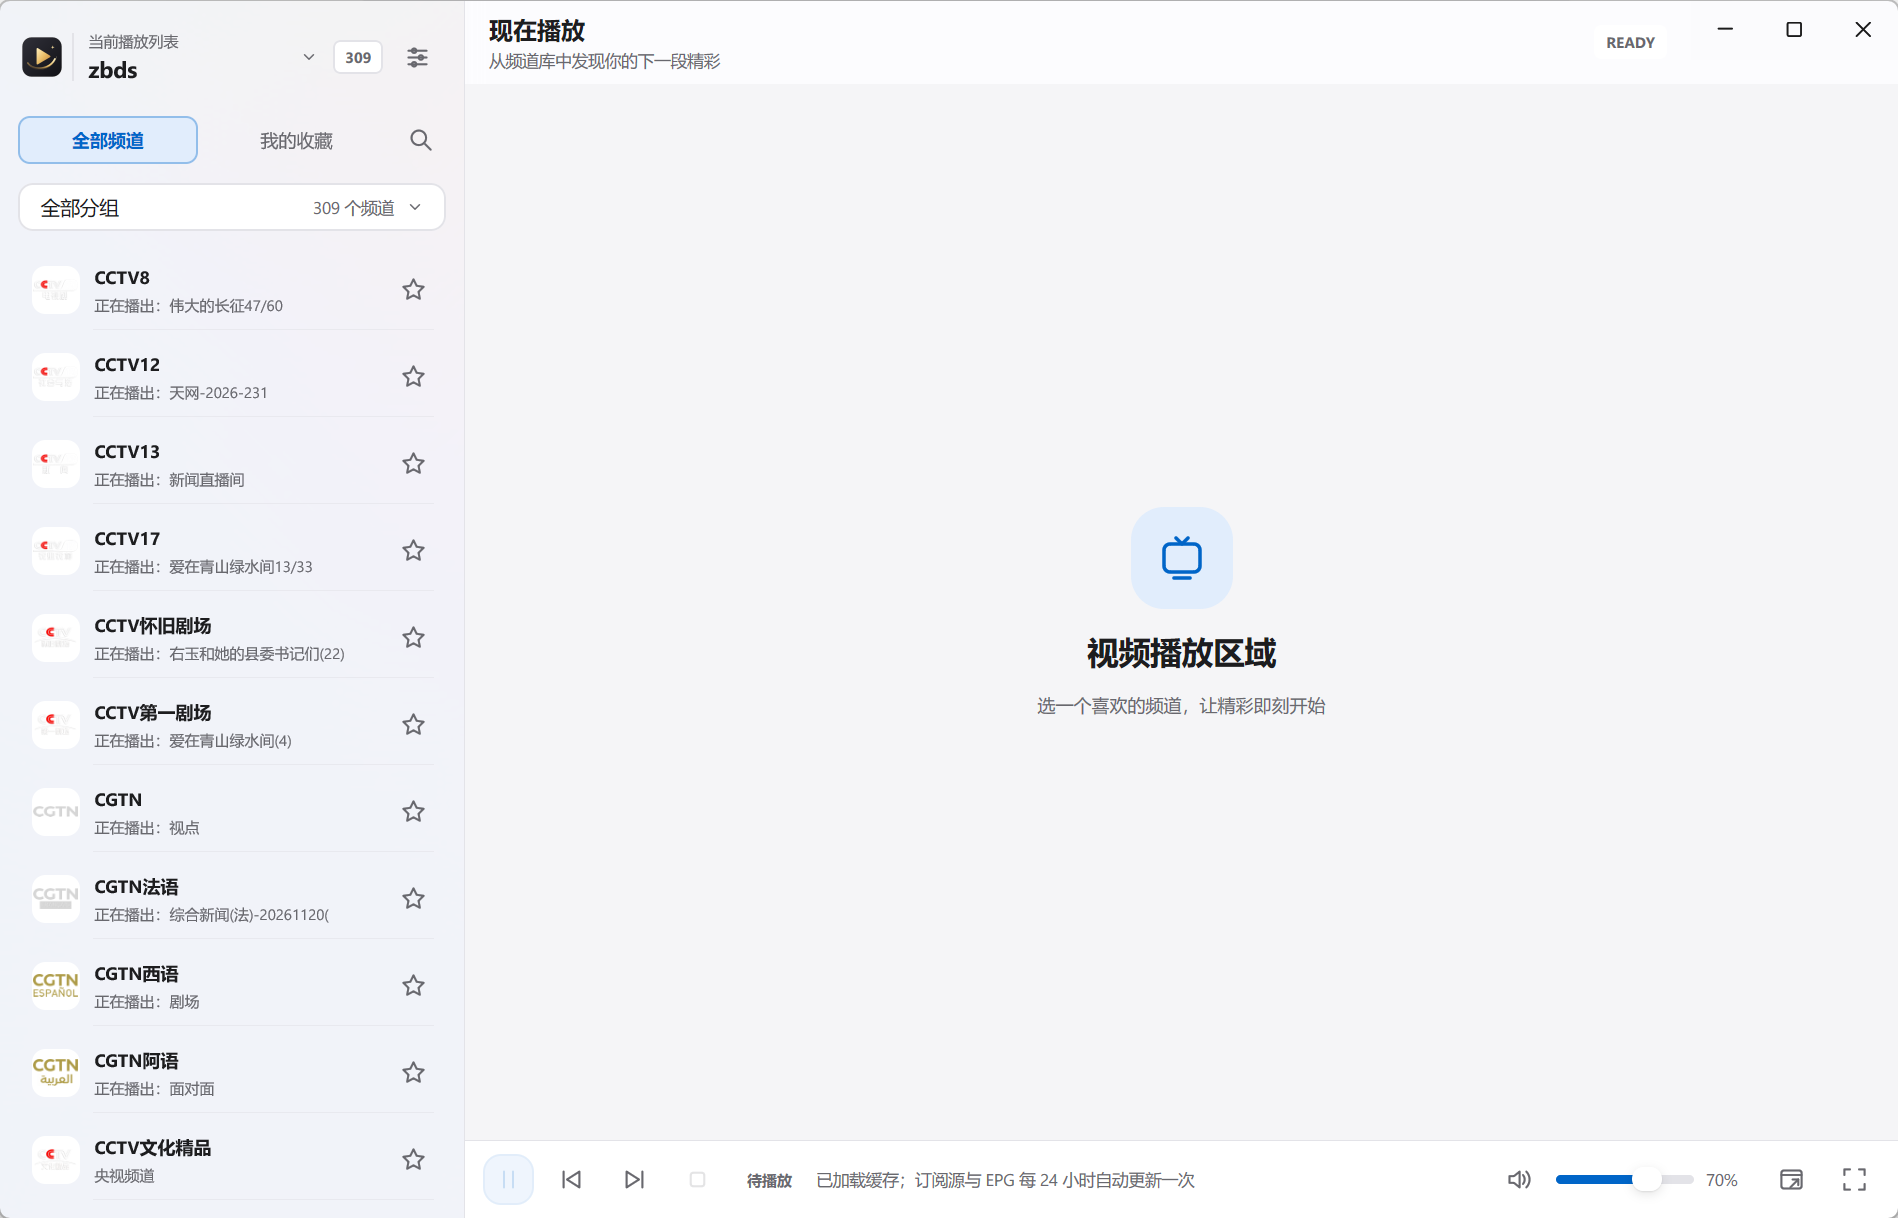 当前播放列表
zbds
309
全部频道
我的收藏
全部分组
309 个频道
CCTV8
正在播出：伟大的长征47/60
CCTV12
正在播出：天网-2026-231
CCTV13
正在播出：新闻直播间
CCTV17
正在播出：爱在青山绿水间13/33
CCTV怀旧剧场
正在播出：右玉和她的县委书记们(22)
CCTV第一剧场
正在播出：爱在青山绿水间(4)
CGTN
CGTN
正在播出：视点
CGTN
CGTN法语
正在播出：综合新闻(法)-20261120(
CGTN
ESPAÑOL
CGTN西语
正在播出：剧场
CGTN
العربية
CGTN阿语
正在播出：面对面
CCTV文化精品
央视频道
现在播放
从频道库中发现你的下一段精彩
READY
视频播放区域
选一个喜欢的频道，让精彩即刻开始
待播放
已加载缓存；订阅源与 EPG 每 24 小时自动更新一次
70%